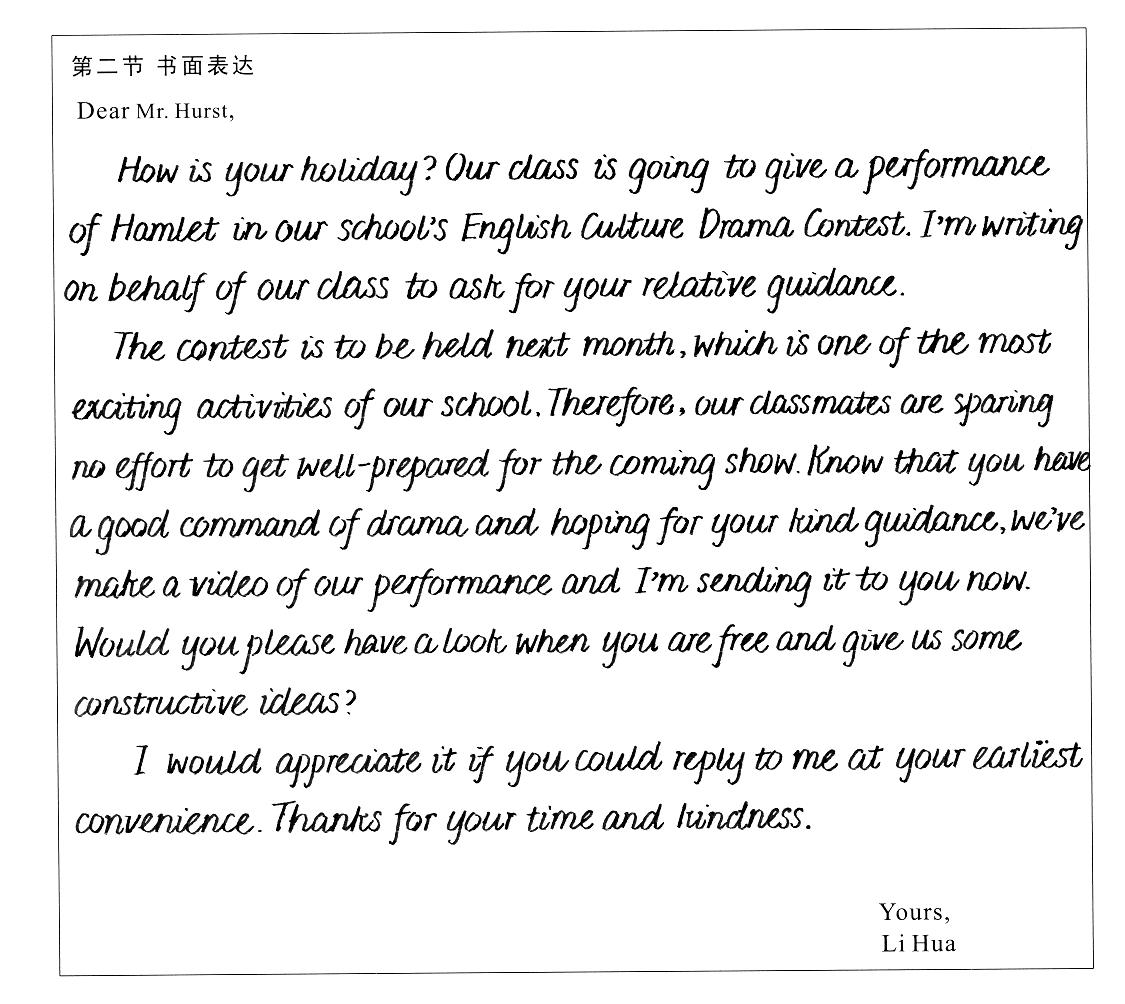 第二节 书面表达
Dear Mr. Hurst,
How is your holiday? Our class is going to give a performance
of Hamlet in our school's English Culture Drama Contest. I'm writing
on behalf of our class to ask for your relative guidance.
The contest is to be held next month, which is one of the most
exciting activities of our school. Therefore, our classmates are sparing
no effort to get well-prepared for the coming show. Know that you have
a good command of drama and hoping for your kind guidance, we've
make a video of our performance and I'm sending it to you now.
Would you please have a look when you are free and give us some
constructive ideas?
I would appreciate it if you could reply to me at your earliest
convenience. Thanks for your time and kindness.
Yours,
Li Hua